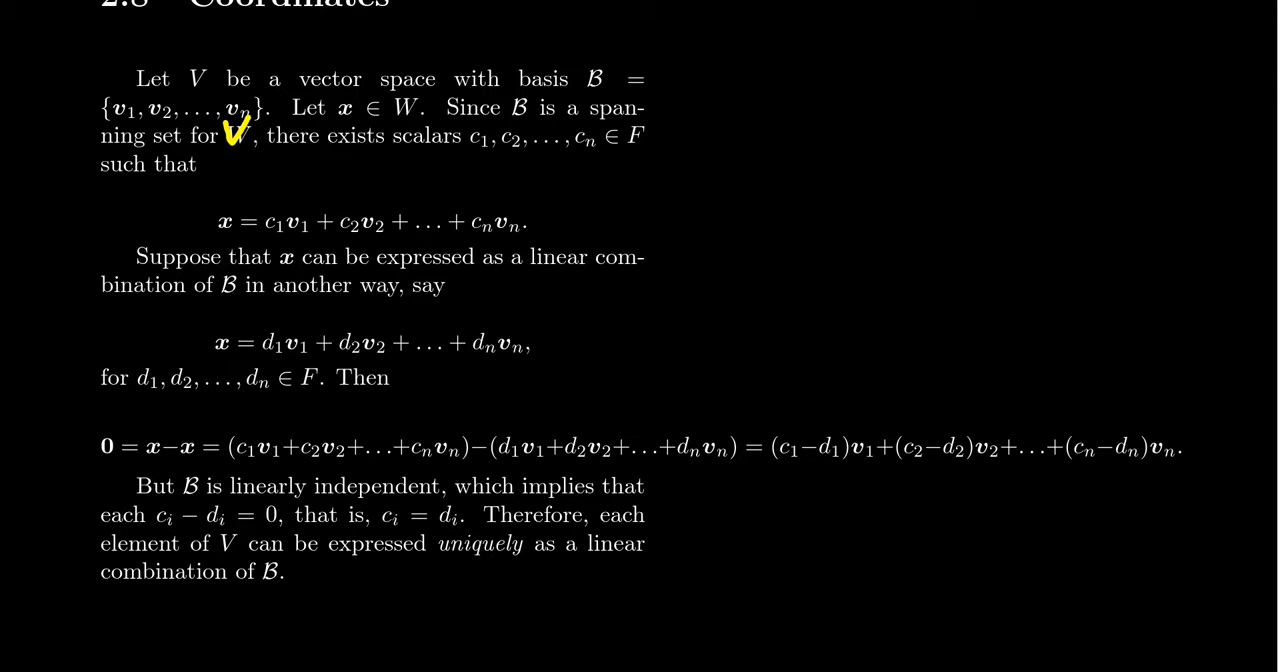 2.8 Coordinates
Let V be a vector space with basis ℬ =
{v₁, v₂, . . . , vₙ}. Let x ∈ W. Since ℬ is a span-
ning set for V, there exists scalars c₁, c₂, . . . , cₙ ∈ F
such that
x = c₁v₁ + c₂v₂ + . . . + cₙvₙ.
Suppose that x can be expressed as a linear com-
bination of ℬ in another way, say
x = d₁v₁ + d₂v₂ + . . . + dₙvₙ,
for d₁, d₂, . . . , dₙ ∈ F. Then
0 = x−x = (c₁v₁+c₂v₂+. . .+cₙvₙ)−(d₁v₁+d₂v₂+. . .+dₙvₙ) = (c₁−d₁)v₁+(c₂−d₂)v₂+. . .+(cₙ−dₙ)vₙ.
But ℬ is linearly independent, which implies that
each cᵢ − dᵢ = 0, that is, cᵢ = dᵢ. Therefore, each
element of V can be expressed uniquely as a linear
combination of ℬ.